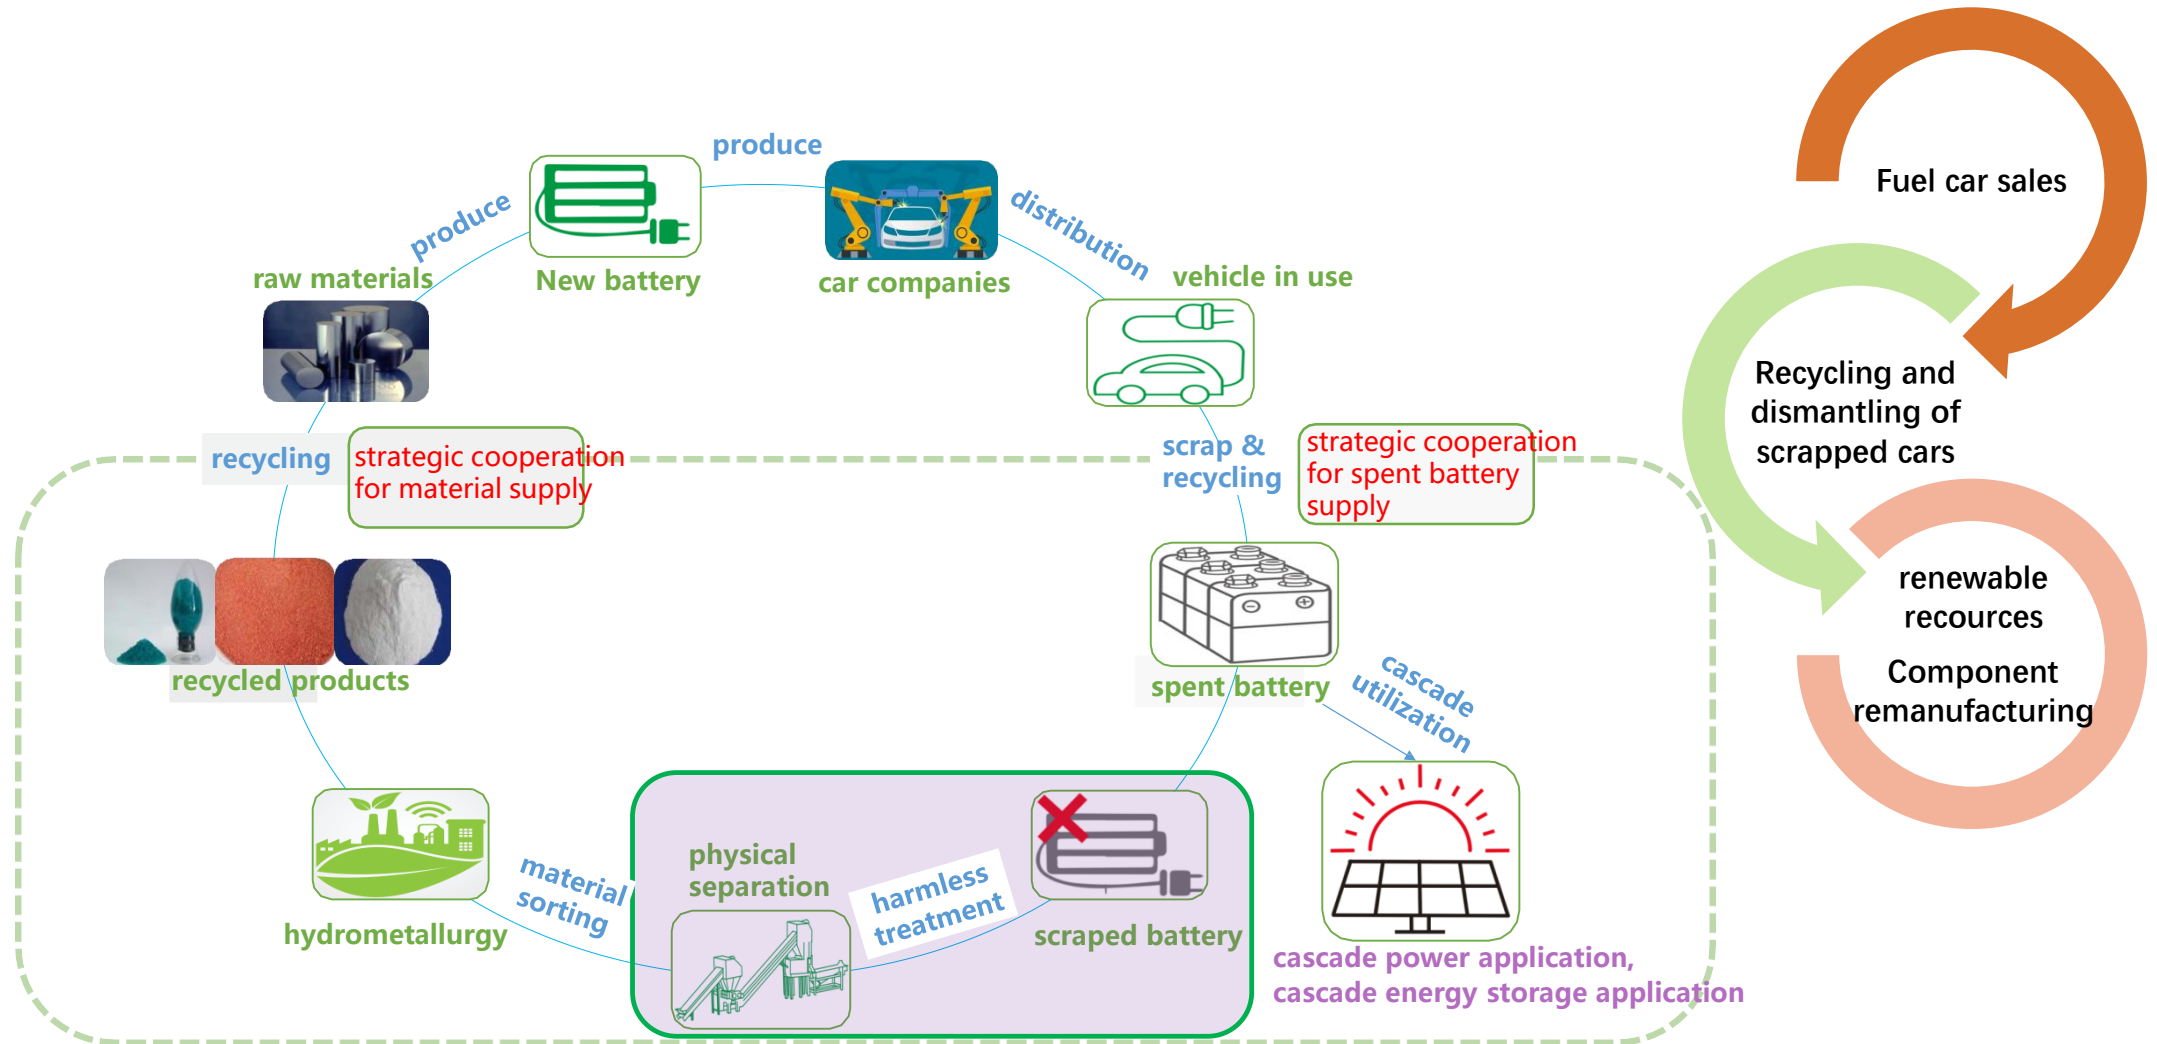 produce
produce
distribution
raw materials
New battery
car companies
vehicle in use
recycling
strategic cooperation
for material supply
scrap &
recycling
strategic cooperation
for spent battery
supply
recycled products
spent battery
cascade
utilization
hydrometallurgy
material
sorting
physical
separation
harmless
treatment
scraped battery
cascade power application,
cascade energy storage application
Fuel car sales
Recycling and
dismantling of
scrapped cars
renewable
recources
Component
remanufacturing